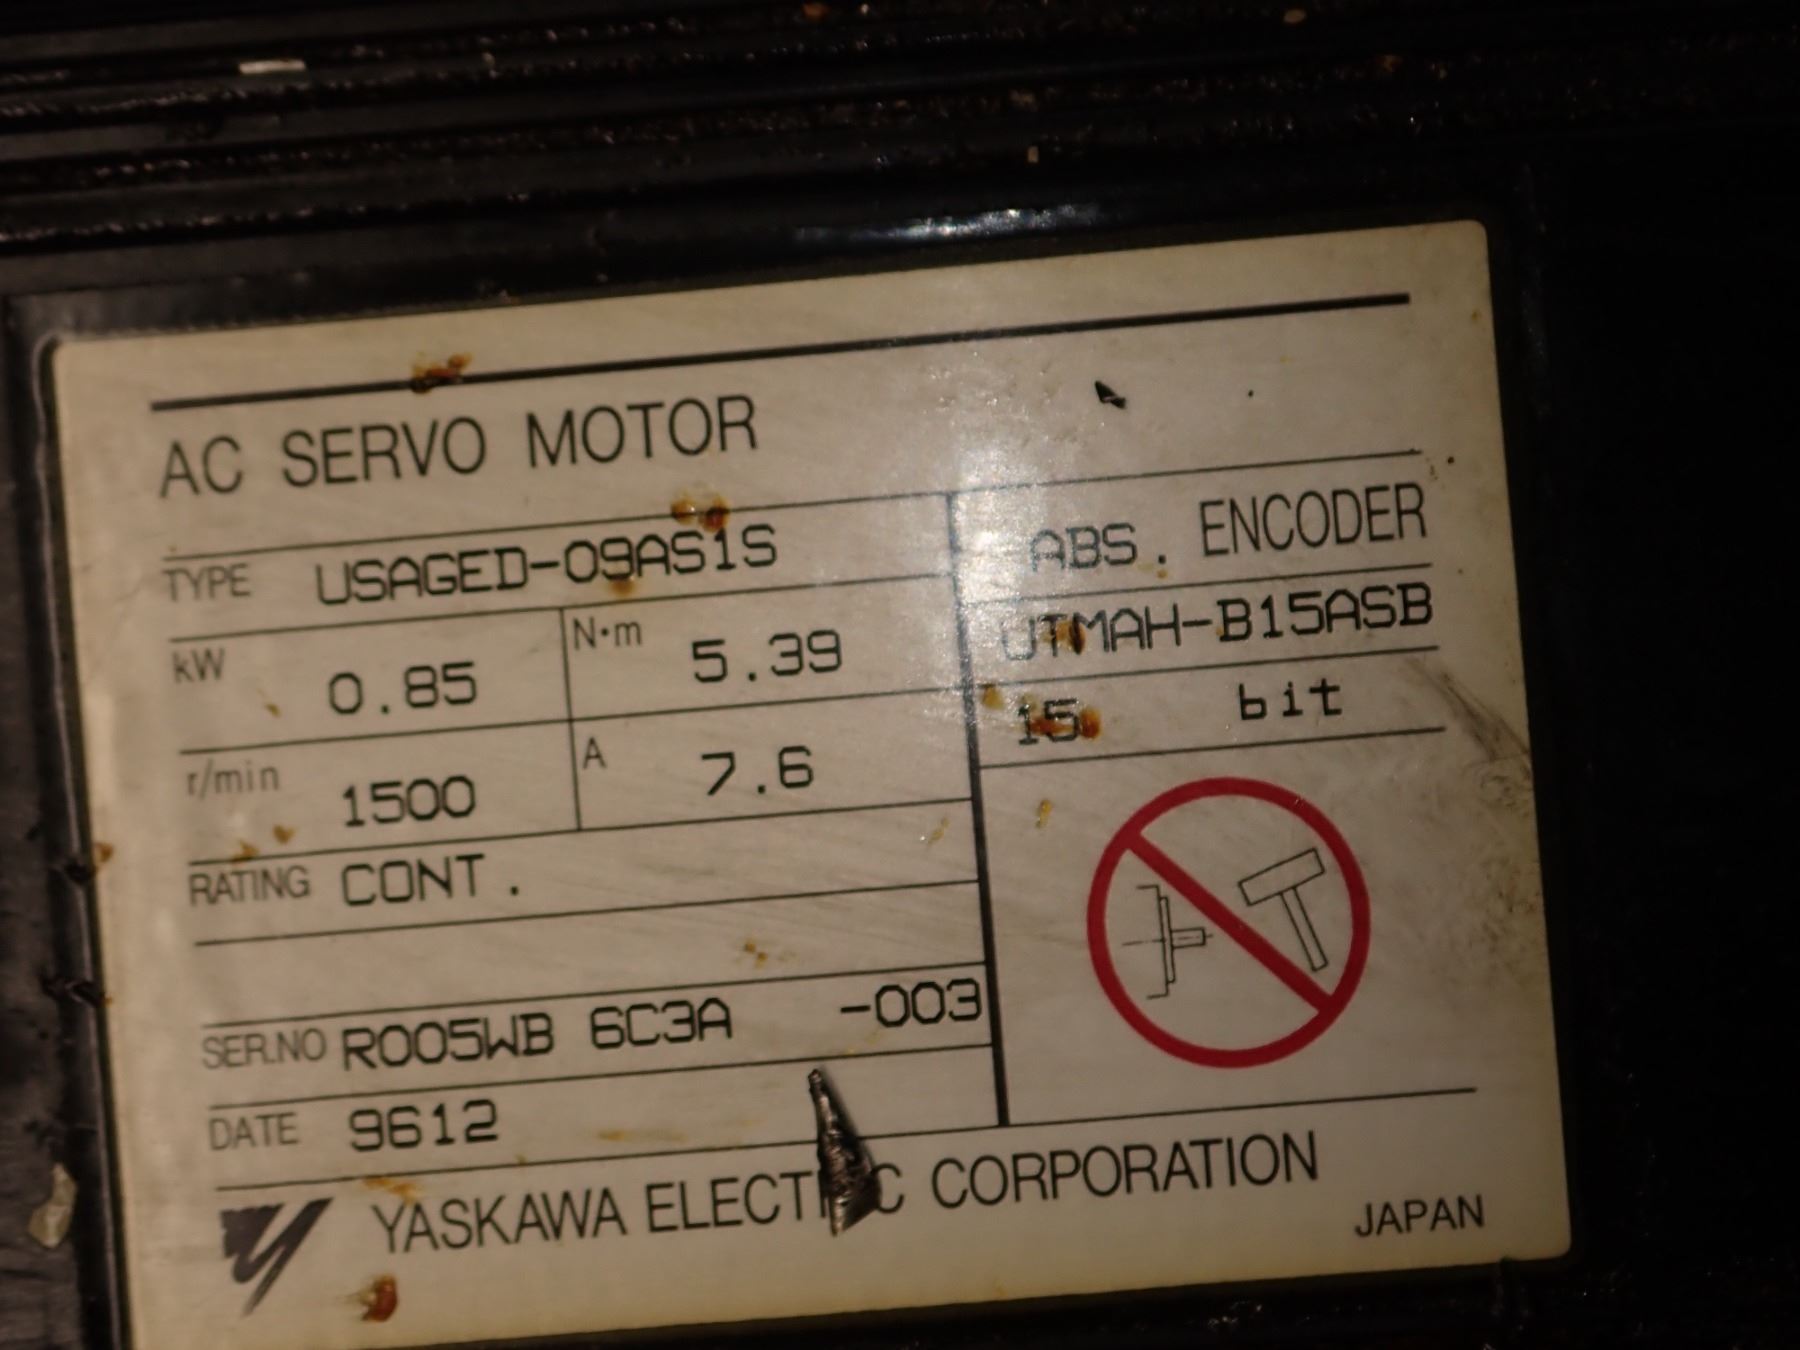 AC SERVO MOTOR
TYPE USAGED-09AS1S
ABS. ENCODER
kW 0.85 N·m 5.39
UTMAH-B15ASB
r/min 1500 A 7.6
15 bit
RATING CONT.
SER.NO R005WB 6C3A -003
DATE 9612
YASKAWA ELECTRIC CORPORATION
JAPAN